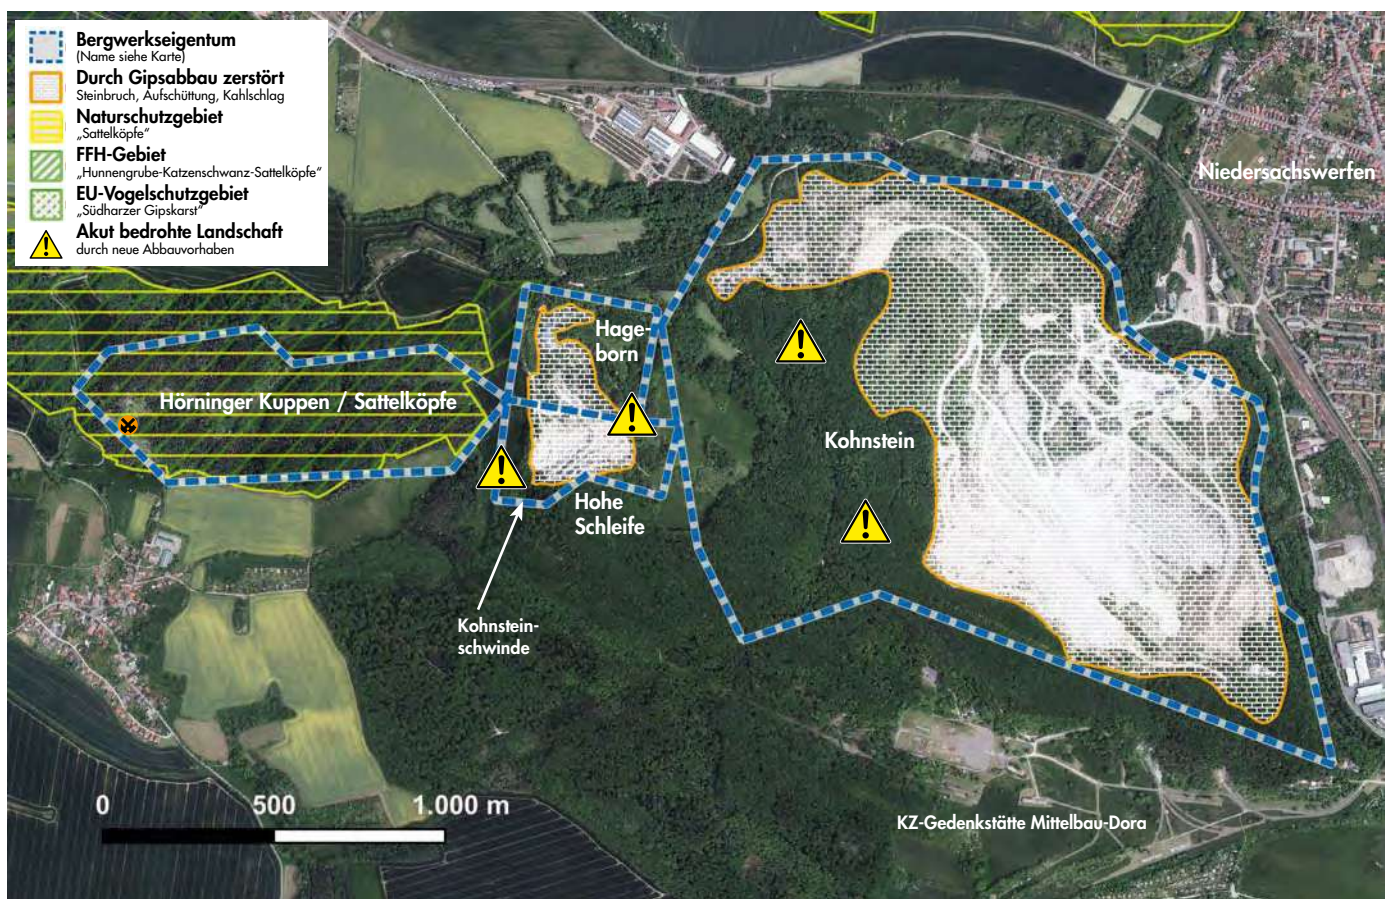 Bergwerkseigentum
(Name siehe Karte)
Durch Gipsabbau zerstört
Steinbruch, Aufschüttung, Kahlschlag
Naturschutzgebiet
„Sattelköpfe“
FFH-Gebiet
„Hunnengrube-Katzenschwanz-Sattelköpfe“
EU-Vogelschutzgebiet
„Südharzer Gipskarst“
Akut bedrohte Landschaft
durch neue Abbauvorhaben
Niedersachswerfen
Hage-
born
Hörninger Kuppen / Sattelköpfe
Kohnstein
Hohe
Schleife
Kohnstein-
schwinde
0 500 1.000 m
KZ-Gedenkstätte Mittelbau-Dora